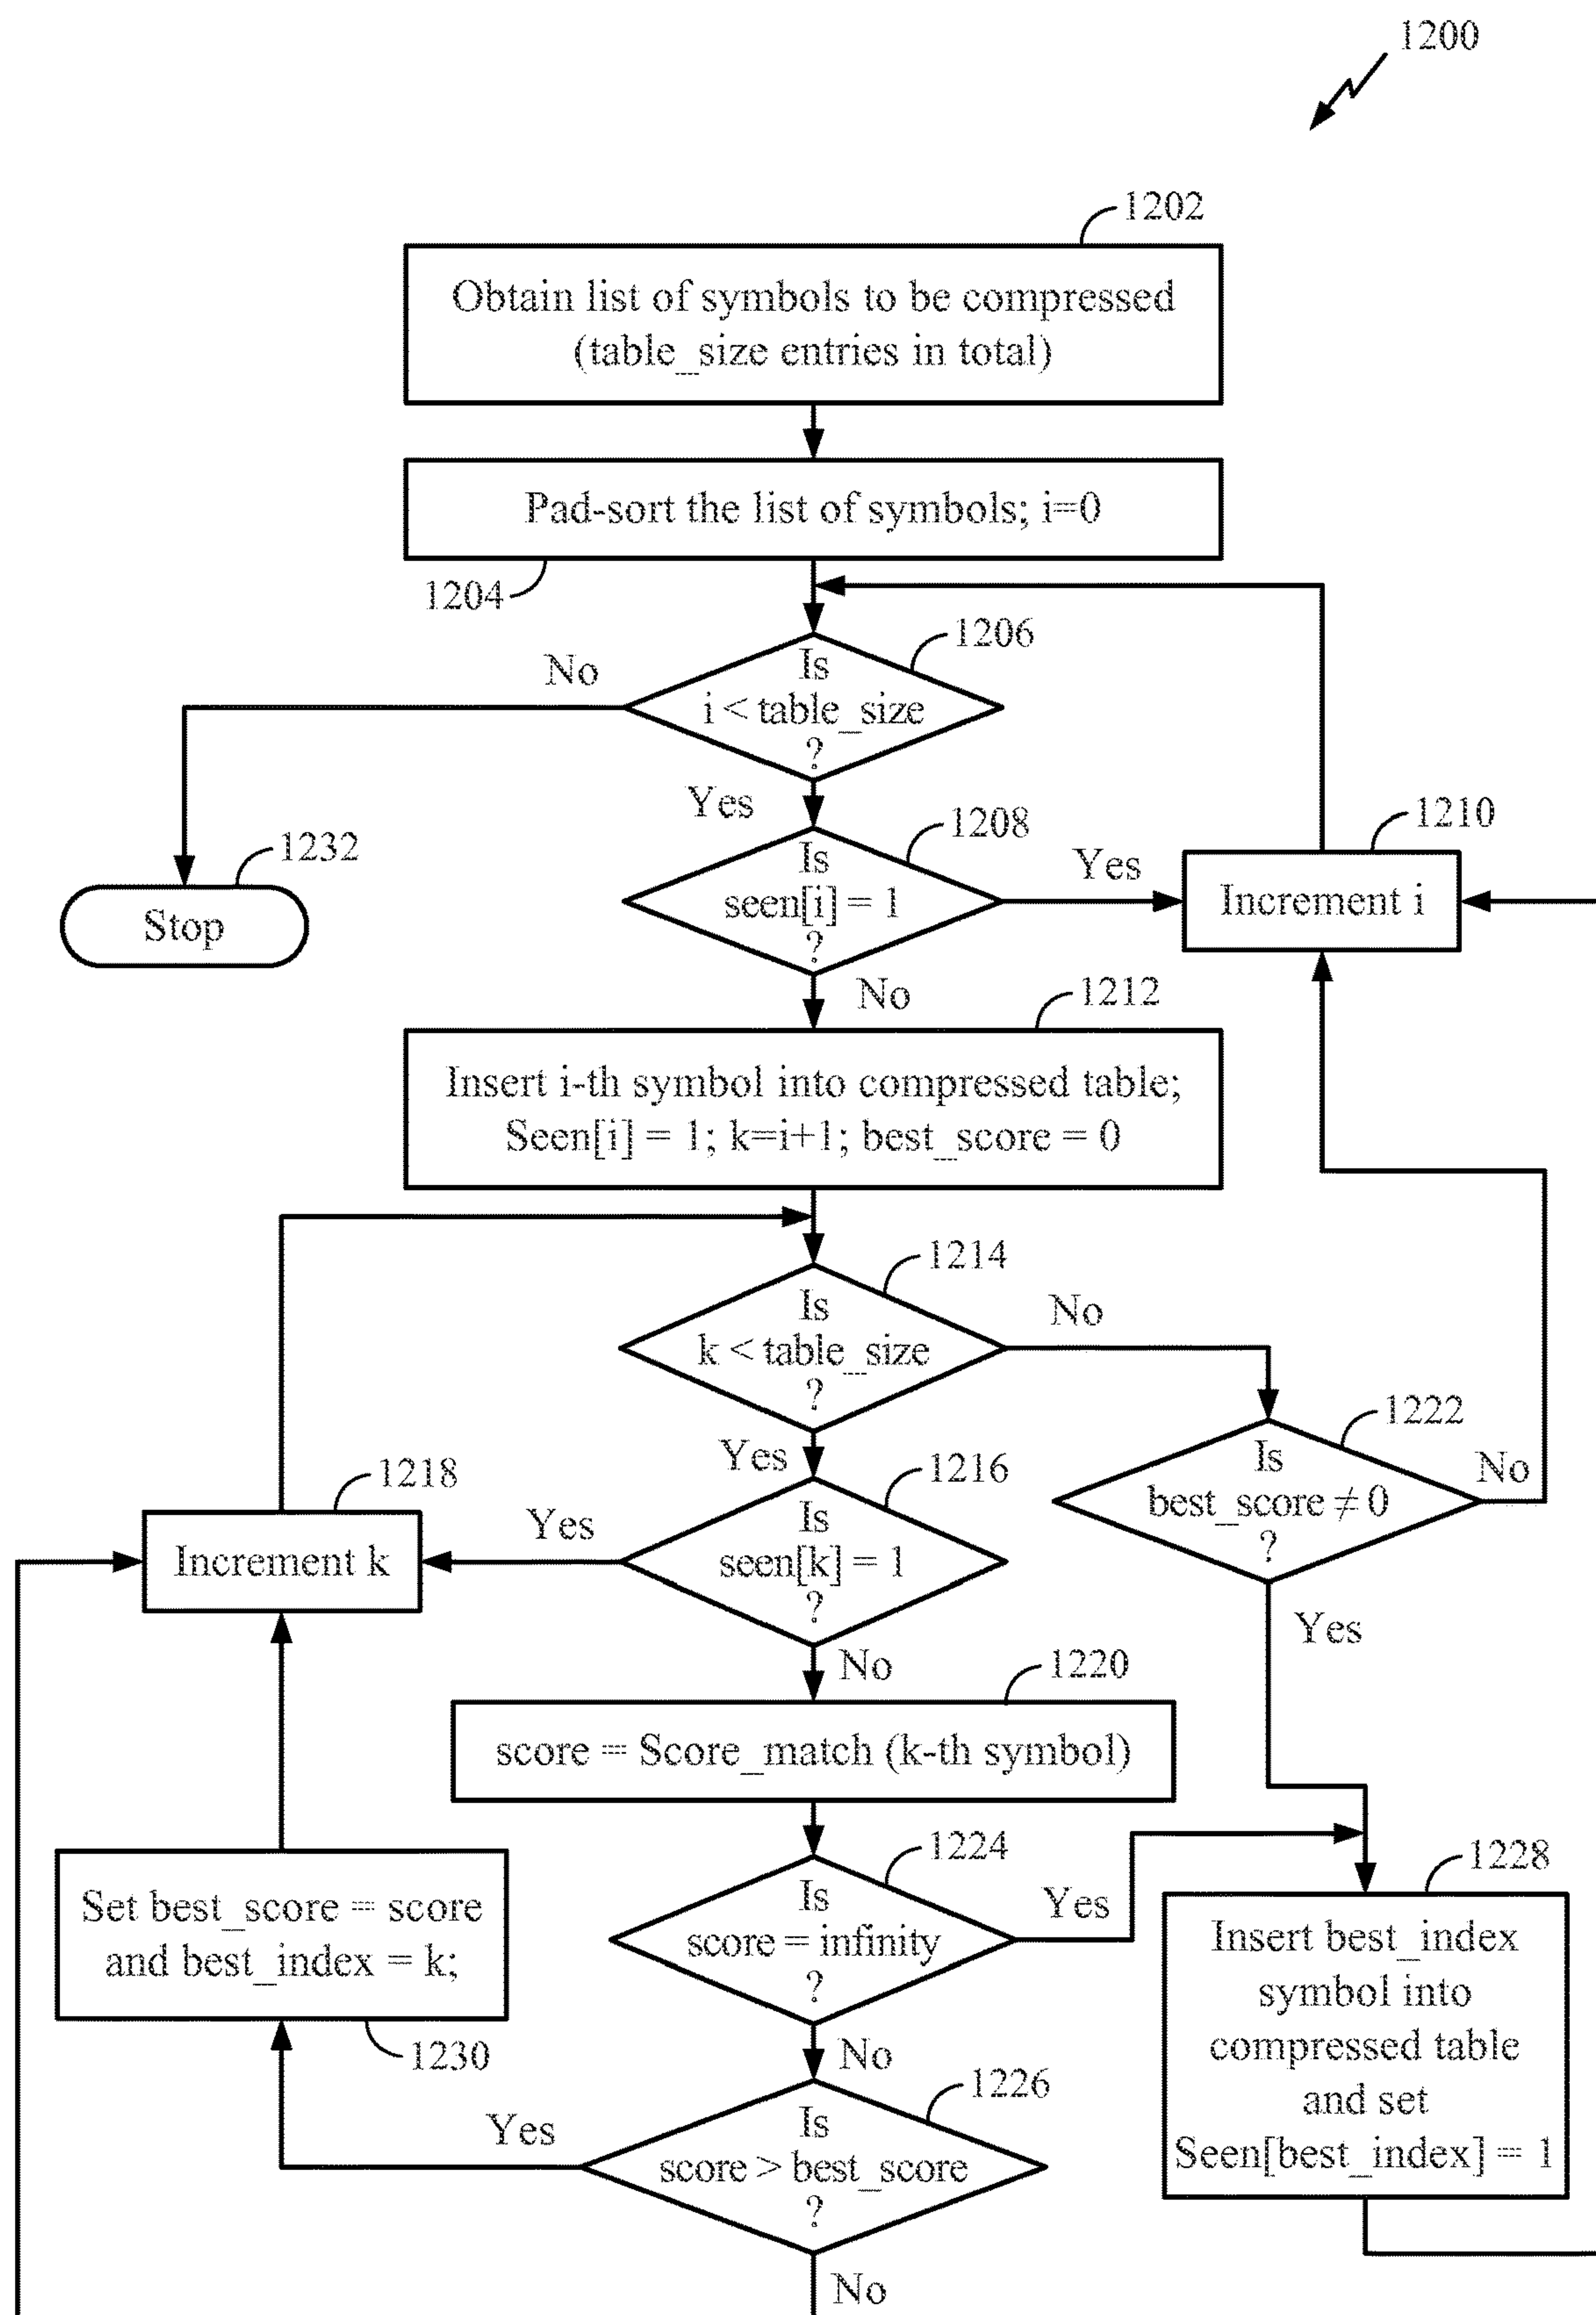 1200
1202
Obtain list of symbols to be compressed
(table_size entries in total)
Pad-sort the list of symbols; i=0
1204
1206
No
Is
i < table_size
?
Yes
1208
1210
1232
Stop
Is
seen[i] = 1
?
Yes
Increment i
No
1212
Insert i-th symbol into compressed table;
Seen[i] = 1; k=i+1; best_score = 0
1214
Is
k < table_size
?
No
1222
Is
best_score ≠ 0
?
No
Yes
1216
1218
Is
seen[k] = 1
?
Yes
Increment k
Yes
No
1220
score = Score_match (k-th symbol)
1224
Is
score = infinity
?
Yes
1228
Insert best_index
symbol into
compressed table
and set
Seen[best_index] = 1
Set best_score = score
and best_index = k;
1230
No
1226
Yes
Is
score > best_score
?
No